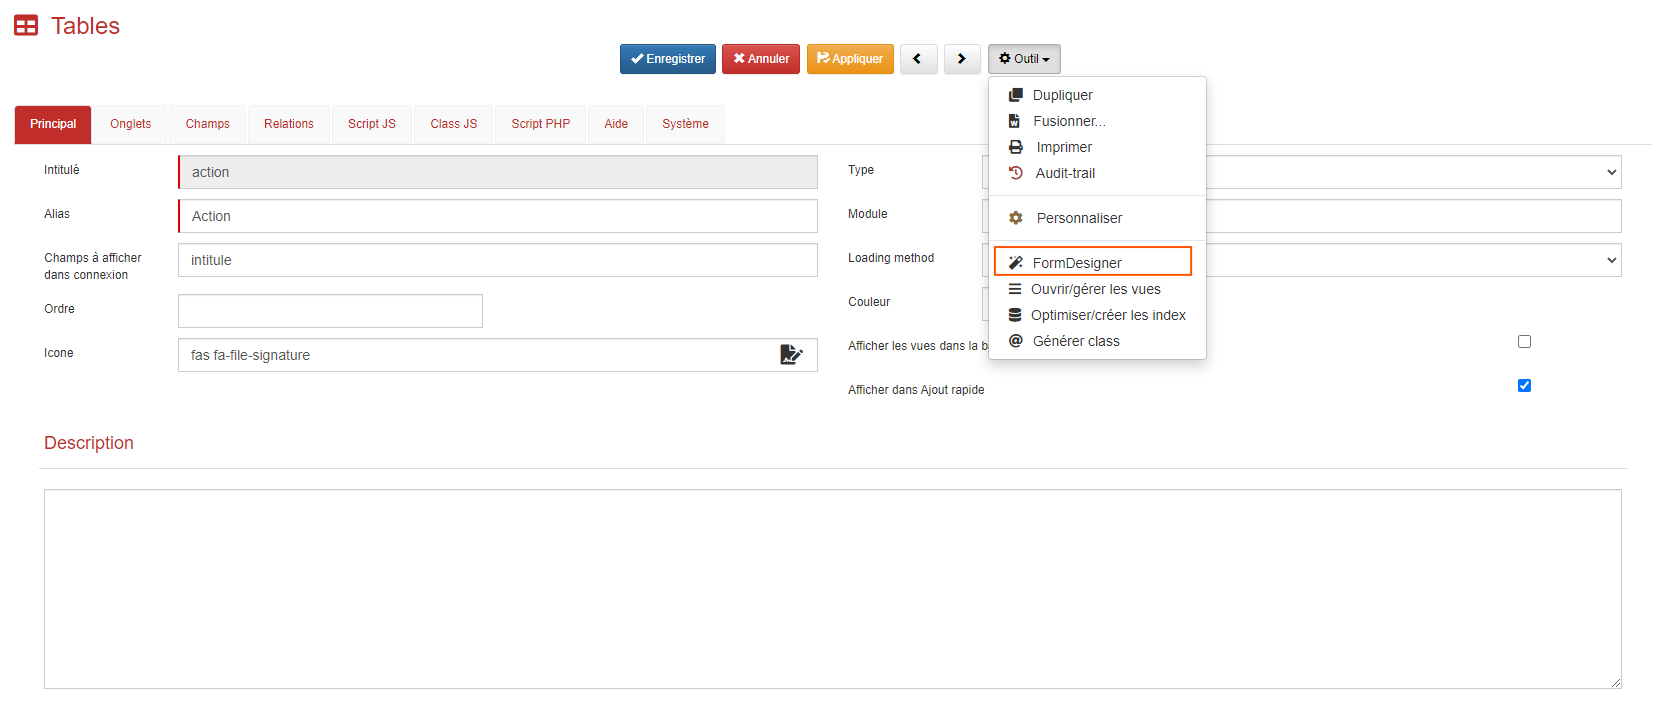 Tables
Enregistrer Annuler Appliquer Outil
Dupliquer
Fusionner...
Imprimer
Audit-trail
Personnaliser
FormDesigner
Ouvrir/gérer les vues
Optimiser/créer les index
Générer class
Principal Onglets Champs Relations Script JS Class JS Script PHP Aide Système
Intitulé action
Alias Action
Champs à afficher
dans connexion
intitule
Ordre
Icone fas fa-file-signature
Type
Module
Loading method
Couleur
Afficher les vues dans la
Afficher dans Ajout rapide
Description